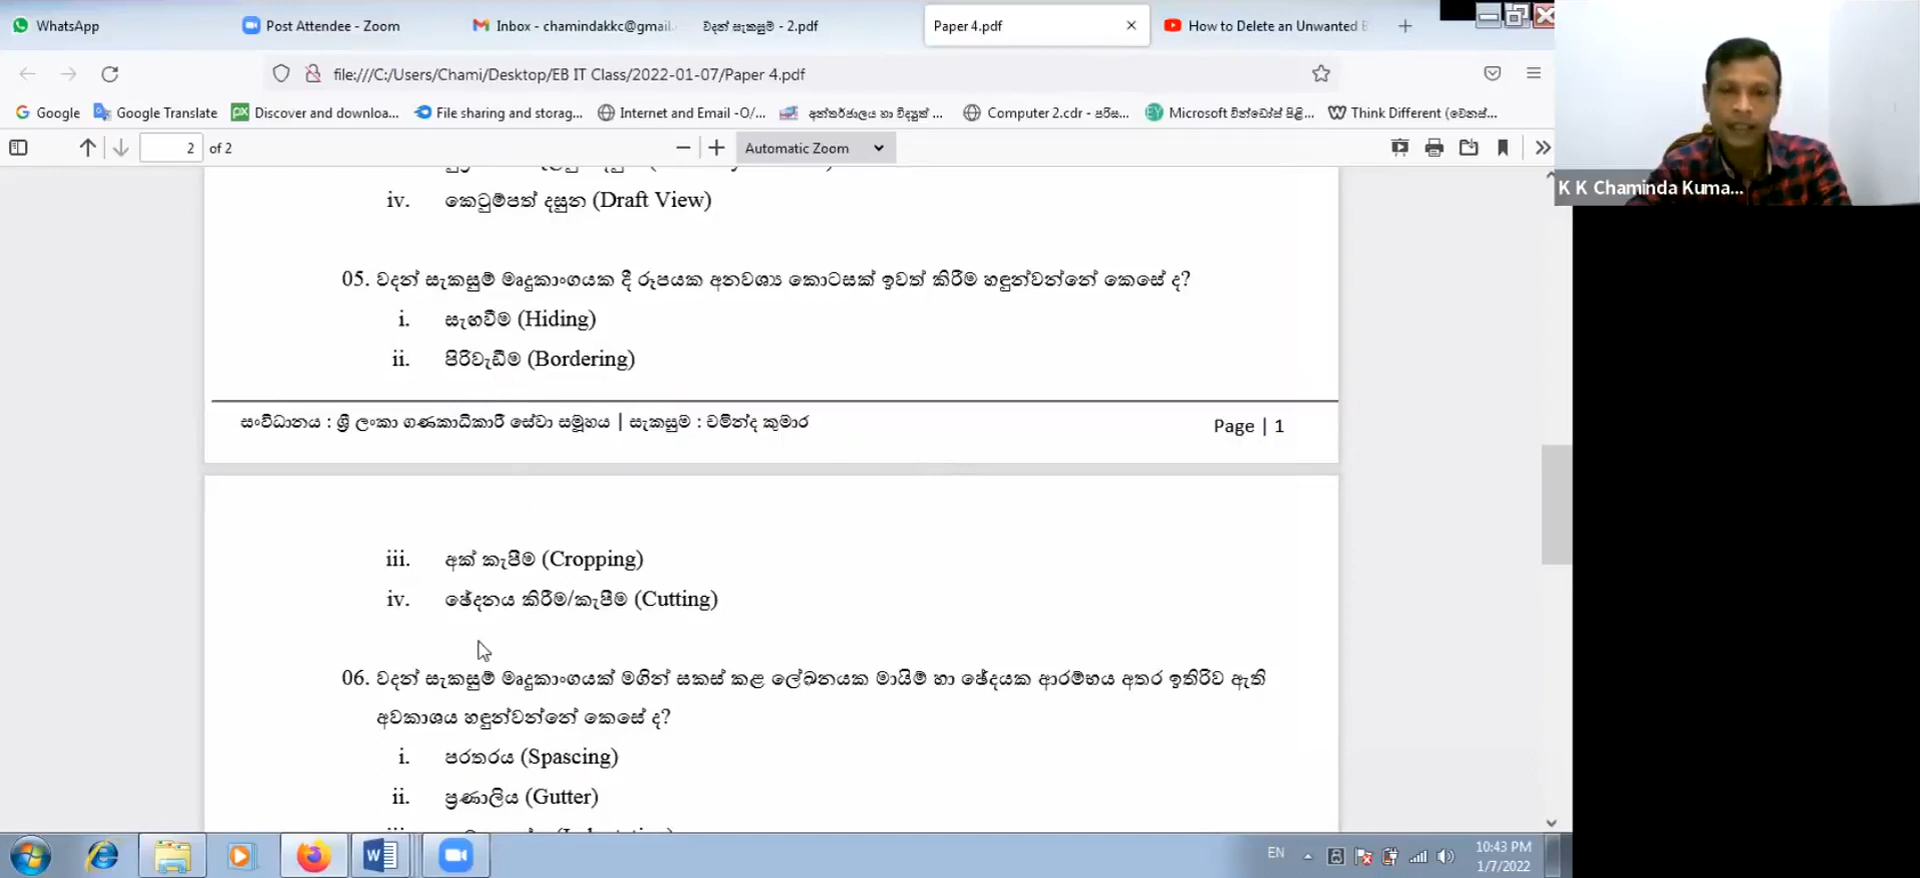 WhatsApp
Post Attendee - Zoom
Inbox - chamindakkc@gmail.
වදන් සැකසුම් - 2.pdf
Paper 4.pdf
How to Delete an Unwanted
file:///C:/Users/Chami/Desktop/EB IT Class/2022-01-07/Paper 4.pdf
Google
Google Translate
Discover and downloa...
File sharing and storag...
Internet and Email -O/...
අන්තර්ජාලය හා විද්‍යුත් ...
Computer 2.cdr - පරිස...
Microsoft වින්ඩෝස් පිළි...
Think Different (වෙනස්...
2 of 2
Automatic Zoom
K K Chaminda Kuma...
iv. කෙටුම්පත් දසුන (Draft View)
05. වදන් සැකසුම් මෘදුකාංගයක දී රූපයක අනවශ්‍ය කොටසක් ඉවත් කිරීම හඳුන්වන්නේ කෙසේ ද?
i. සැඟවීම (Hiding)
ii. පිරිවැඩීම (Bordering)
සංවිධානය : ශ්‍රී ලංකා ගණකාධිකාරී සේවා සමූහය | සැකසුම : චමින්ද කුමාර
Page | 1
iii. අක් කැපීම (Cropping)
iv. ඡේදනය කිරීම/කැපීම (Cutting)
06. වදන් සැකසුම් මෘදුකාංගයක් මගින් සකස් කළ ලේඛනයක මායිම් හා ඡේදයක ආරම්භය අතර ඉතිරිව ඇති
අවකාශය හඳුන්වන්නේ කෙසේ ද?
i. පරතරය (Spascing)
ii. ප්‍රණාලිය (Gutter)
EN
10:43 PM
1/7/2022